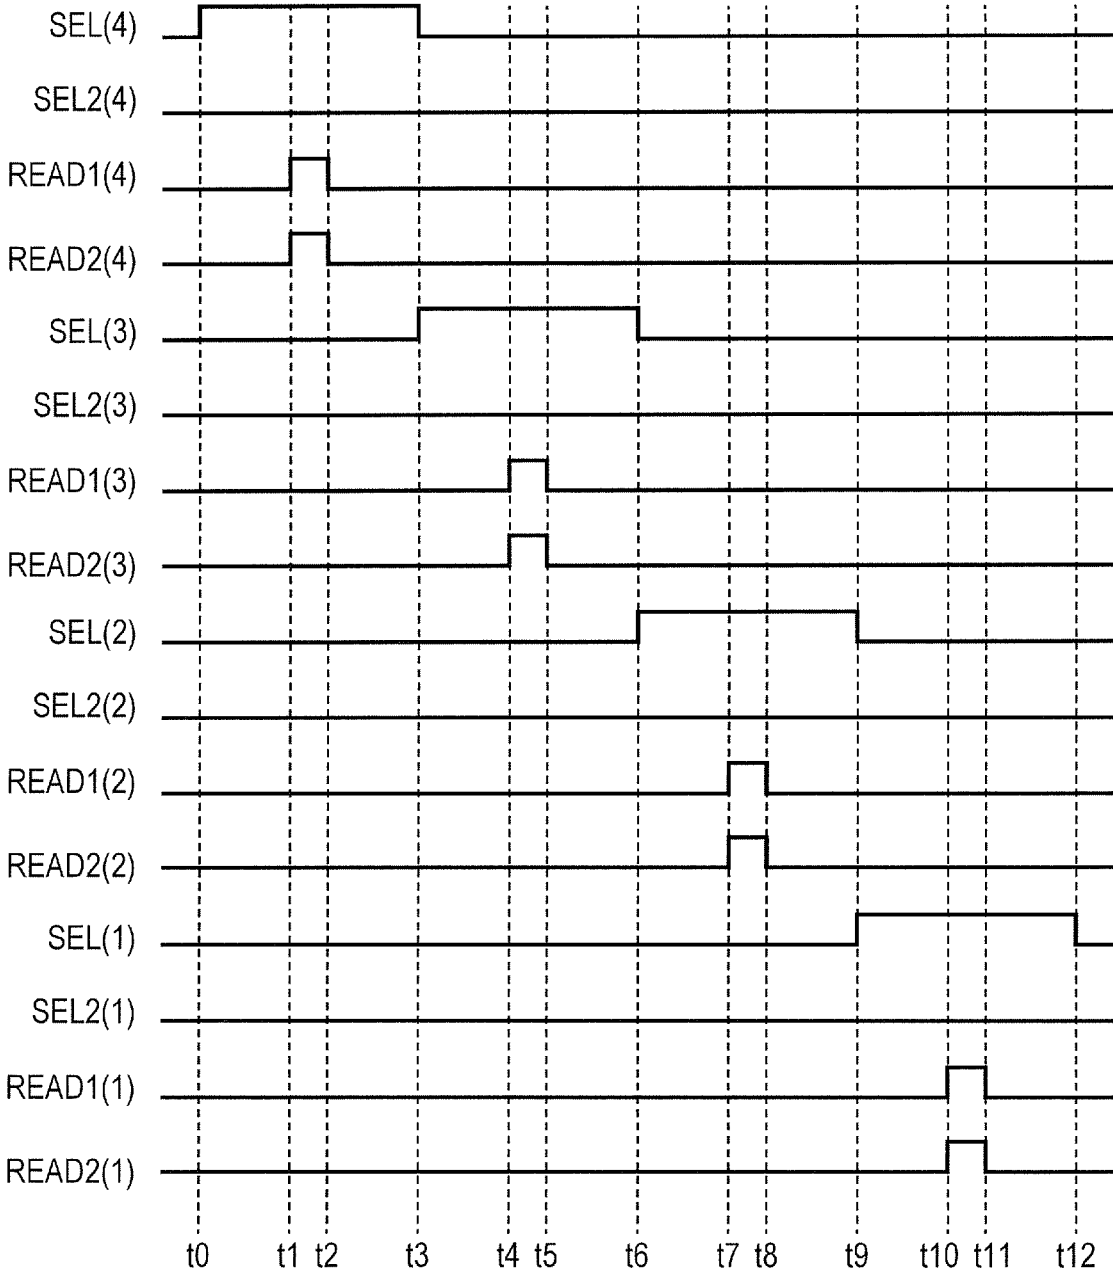 SEL(4)
SEL2(4)
READ1(4)
READ2(4)
SEL(3)
SEL2(3)
READ1(3)
READ2(3)
SEL(2)
SEL2(2)
READ1(2)
READ2(2)
SEL(1)
SEL2(1)
READ1(1)
READ2(1)
t0 t1 t2 t3 t4 t5 t6 t7 t8 t9 t10 t11 t12